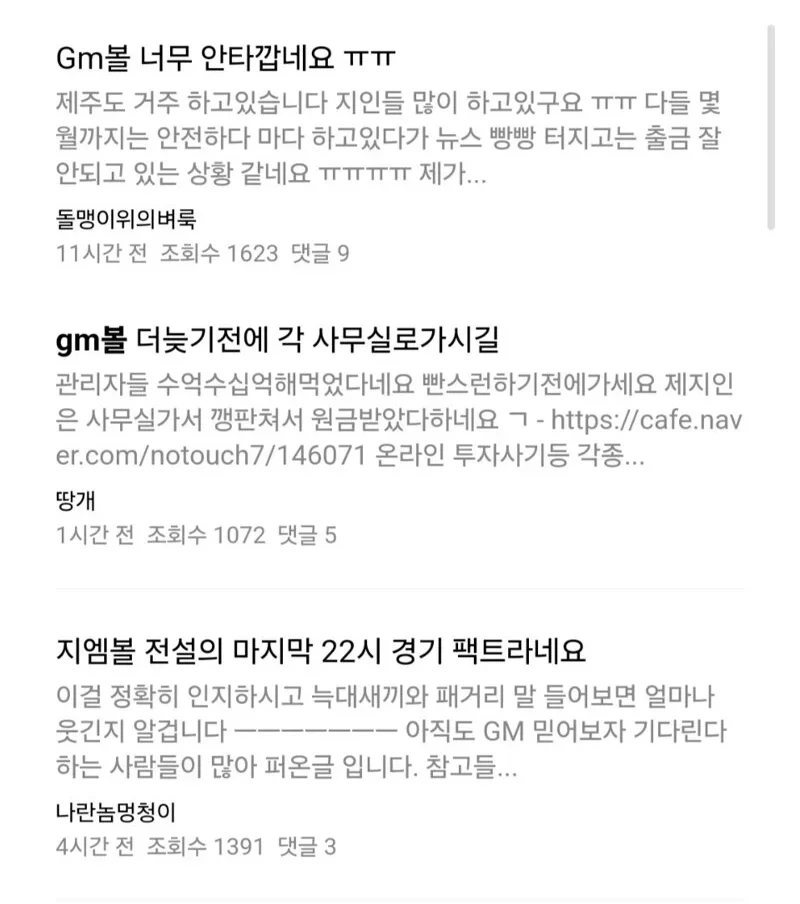 Gm볼 너무 안타깝네요 ㅠㅠ
제주도 거주 하고있습니다 지인들 많이 하고있구요 ㅠㅠ 다들 몇
월까지는 안전하다 마다 하고있다가 뉴스 빵빵 터지고는 출금 잘
안되고 있는 상황 같네요 ㅠㅠㅠㅠ 제가...
돌맹이위의벼룩
11시간 전 조회수 1623 댓글 9
gm볼 더늦기전에 각 사무실로가시길
관리자들 수억수십억해먹었다네요 빤스런하기전에가세요 제지인
은 사무실가서 깽판쳐서 원금받았다하네요 ㄱ - https://cafe.nav
er.com/notouch7/146071 온라인 투자사기등 각종...
땅개
1시간 전 조회수 1072 댓글 5
지엠볼 전설의 마지막 22시 경기 팩트라네요
이걸 정확히 인지하시고 늑대새끼와 패거리 말 들어보면 얼마나
웃긴지 알겁니다 ㅡㅡㅡㅡㅡㅡㅡ 아직도 GM 믿어보자 기다린다
하는 사람들이 많아 퍼온글 입니다. 참고들...
나란놈멍청이
4시간 전 조회수 1391 댓글 3